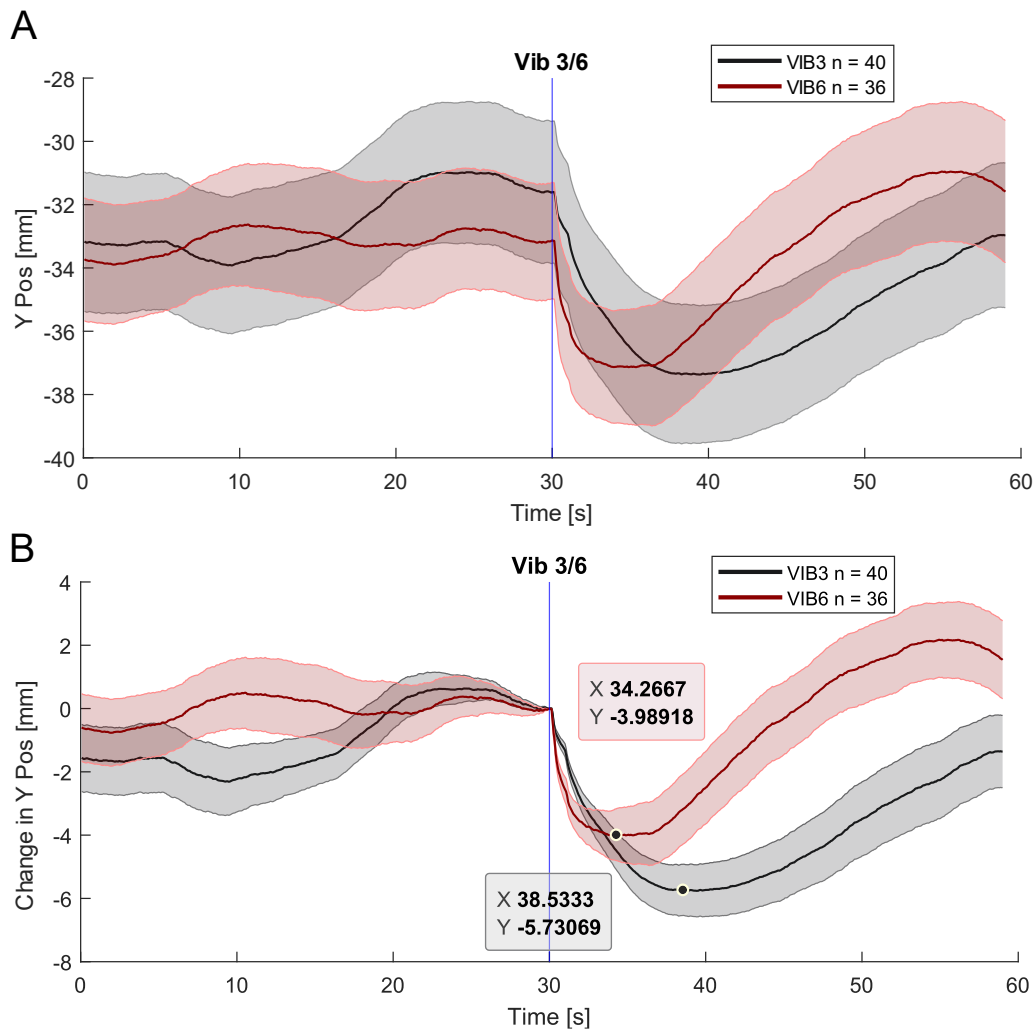 A
Vib 3/6
VIB3 n = 40
VIB6 n = 36
-28
-30
-32
-34
-36
-38
-40
Y Pos [mm]
0 10 20 30 40 50 60
Time [s]
B
Vib 3/6
VIB3 n = 40
VIB6 n = 36
4
2
0
-2
-4
-6
-8
Change in Y Pos [mm]
X 34.2667
Y -3.98918
X 38.5333
Y -5.73069
0 10 20 30 40 50 60
Time [s]